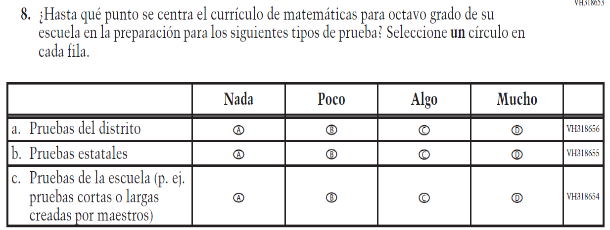 VH318653
8. ¿Hasta qué punto se centra el currículo de matemáticas para octavo grado de su
escuela en la preparación para los siguientes tipos de prueba? Seleccione un círculo en
cada fila.
Nada Poco Algo Mucho
a. Pruebas del distrito A B C D VH318656
b. Pruebas estatales A B C D VH318655
c. Pruebas de la escuela (p. ej.
pruebas cortas o largas A B C D VH318654
creadas por maestros)